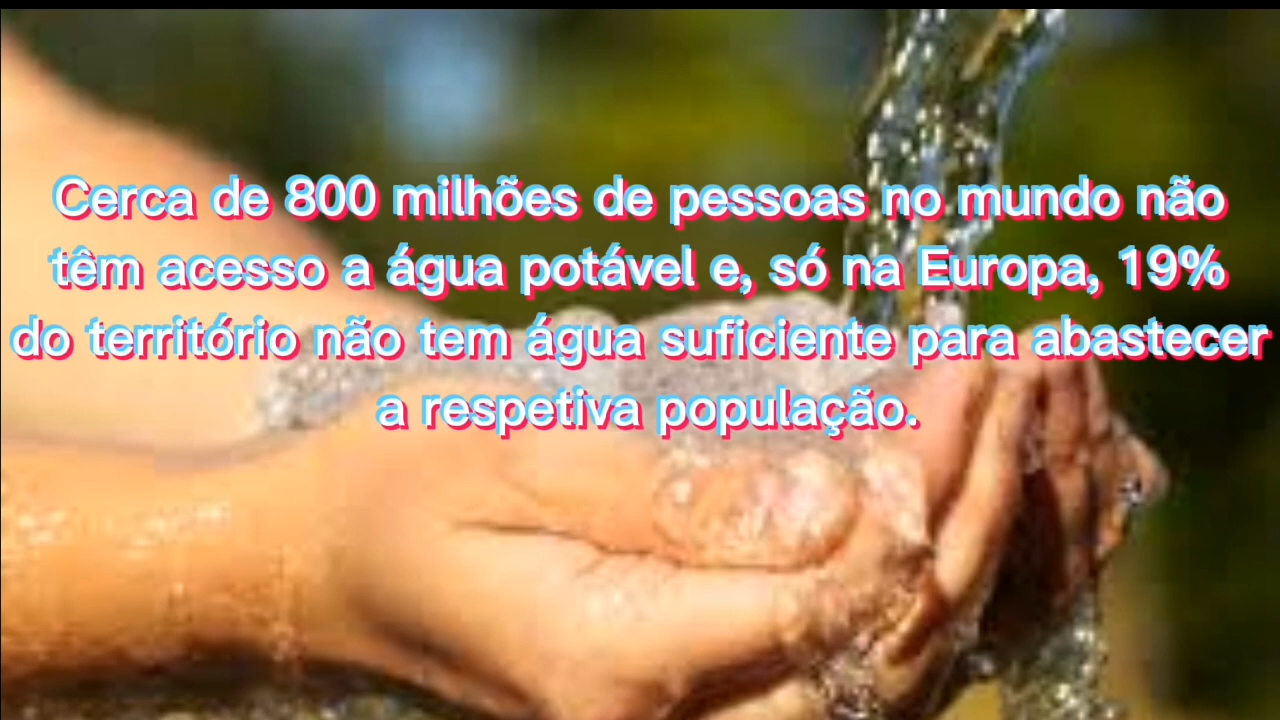 Cerca de 800 milhões de pessoas no mundo não
têm acesso a água potável e, só na Europa, 19%
do território não tem água suficiente para abastecer
a respetiva população.